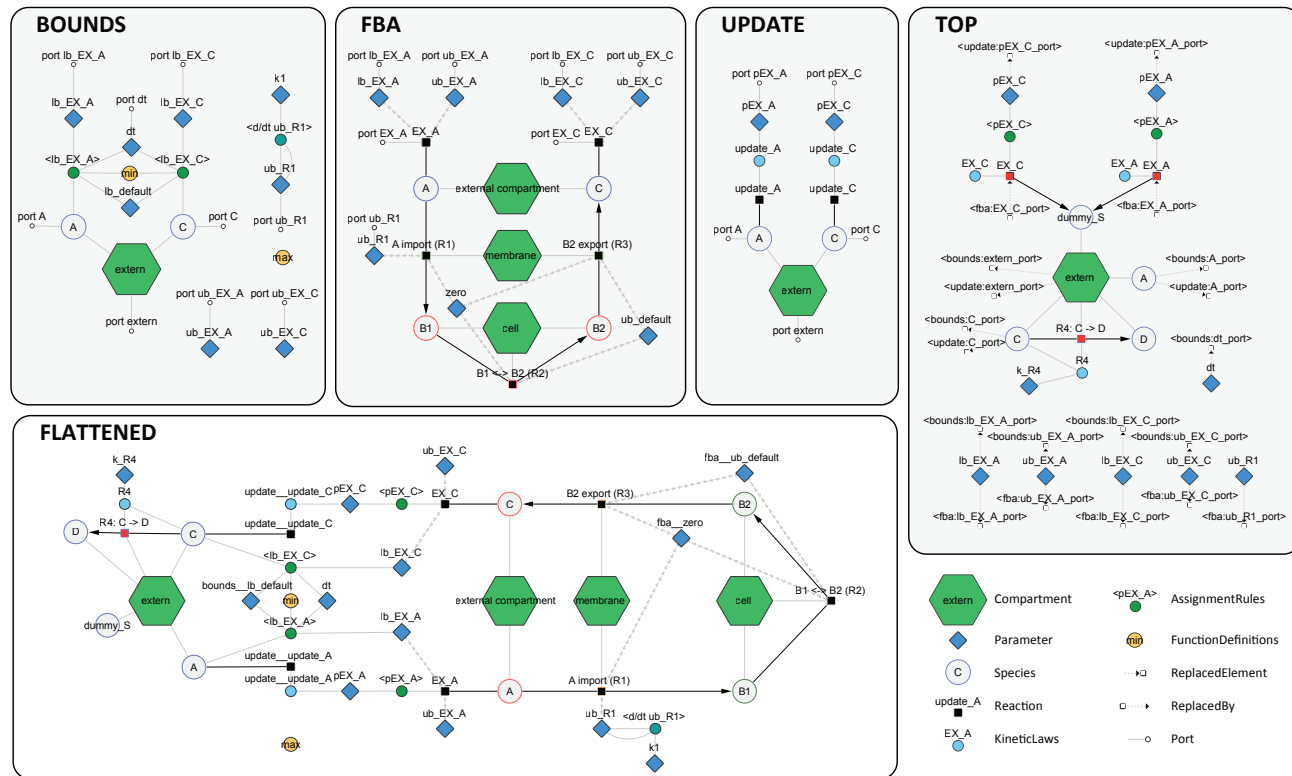 BOUNDS
port lb_EX_A
port lb_EX_C
k1
lb_EX_A
port dt
lb_EX_C
dt
<d/dt ub_R1>
<lb_EX_A>
<lb_EX_C>
min
ub_R1
lb_default
port A
A
C
port C
port ub_R1
extern
max
port ub_EX_A
port ub_EX_C
port extern
ub_EX_A
ub_EX_C
FBA
port lb_EX_A
port ub_EX_A
port lb_EX_C
port ub_EX_C
lb_EX_A
ub_EX_A
lb_EX_C
ub_EX_C
port EX_A
EX_A
port EX_C
EX_C
A
external compartment
C
port ub_R1
ub_R1
A import (R1)
membrane
B2 export (R3)
zero
B1
cell
B2
ub_default
B1 <-> B2 (R2)
UPDATE
port pEX_A
port pEX_C
pEX_A
pEX_C
update_A
update_C
update_A
update_C
port A
A
C
port C
extern
port extern
TOP
<update:pEX_C_port>
<update:pEX_A_port>
pEX_C
pEX_A
<pEX_C>
<pEX_A>
EX_C
EX_C
EX_A
EX_A
<fba:EX_C_port>
<fba:EX_A_port>
dummy_S
<bounds:extern_port>
extern
A
<bounds:A_port>
<update:extern_port>
<update:A_port>
<bounds:C_port>
<update:C_port>
C
R4: C -> D
D
R4
k_R4
<bounds:dt_port>
dt
<bounds:lb_EX_A_port>
<bounds:lb_EX_C_port>
<bounds:ub_EX_A_port>
<bounds:ub_EX_C_port>
lb_EX_A
ub_EX_A
lb_EX_C
ub_EX_C
ub_R1
<fba:ub_EX_A_port>
<fba:ub_EX_C_port>
<fba:lb_EX_A_port>
<fba:lb_EX_C_port>
<fba:ub_R1_port>
FLATTENED
k_R4
R4
R4: C -> D
D
C
update__update_C
update__update_C
pEX_C
<pEX_C>
ub_EX_C
EX_C
C
B2 export (R3)
fba__ub_default
B2
fba__zero
<lb_EX_C>
lb_EX_C
bounds__lb_default
dt
min
extern
external compartment
membrane
cell
B1 <-> B2 (R2)
dummy_S
<lb_EX_A>
lb_EX_A
A
update__update_A
update__update_A
pEX_A
<pEX_A>
EX_A
A
A import (R1)
B1
ub_EX_A
ub_R1
<d/dt ub_R1>
max
k1
extern
Compartment
<pEX_A>
AssignmentRules
Parameter
min
FunctionDefinitions
C
Species
ReplacedElement
update_A
Reaction
ReplacedBy
EX_A
KineticLaws
Port